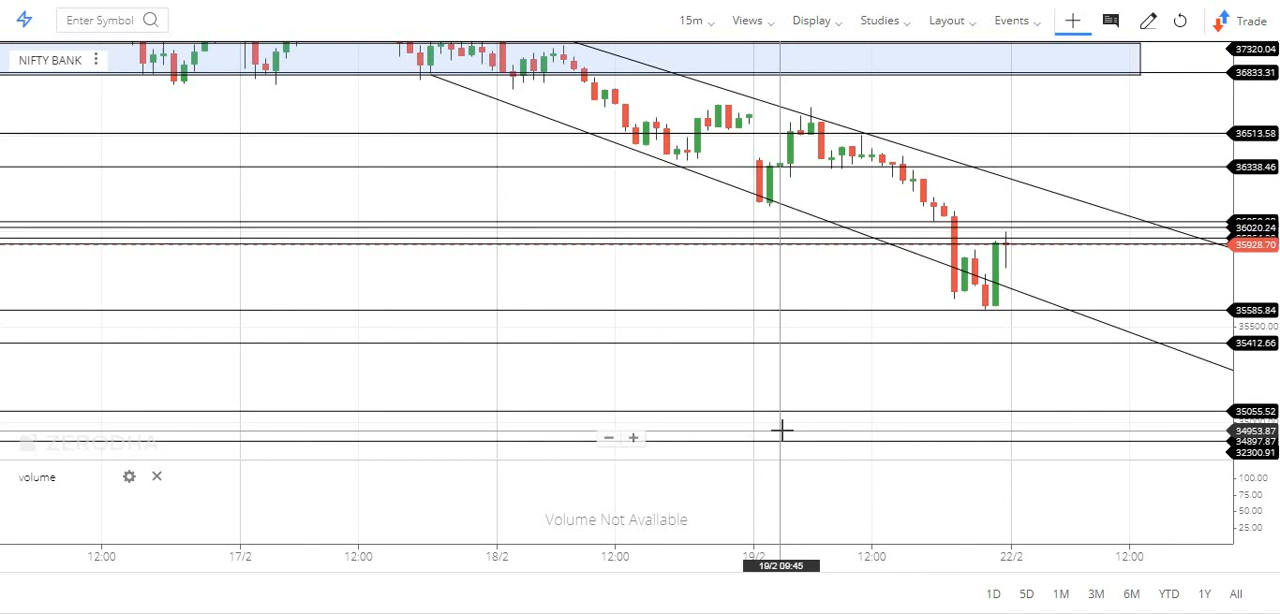 Enter Symbol
15m Views Display Studies Layout Events Trade
NIFTY BANK
37320.04
36833.31
36513.58
36338.46
36020.24
35928.70
35585.84
35500.00
35412.66
35055.52
34953.87
34897.87
32300.91
ZERODHA
volume
Volume Not Available
100.00
75.00
50.00
25.00
12:00 17/2 12:00 18/2 12:00 19/2 12:00 22/2 12:00
19/2 09:45
1D 5D 1M 3M 6M YTD 1Y All